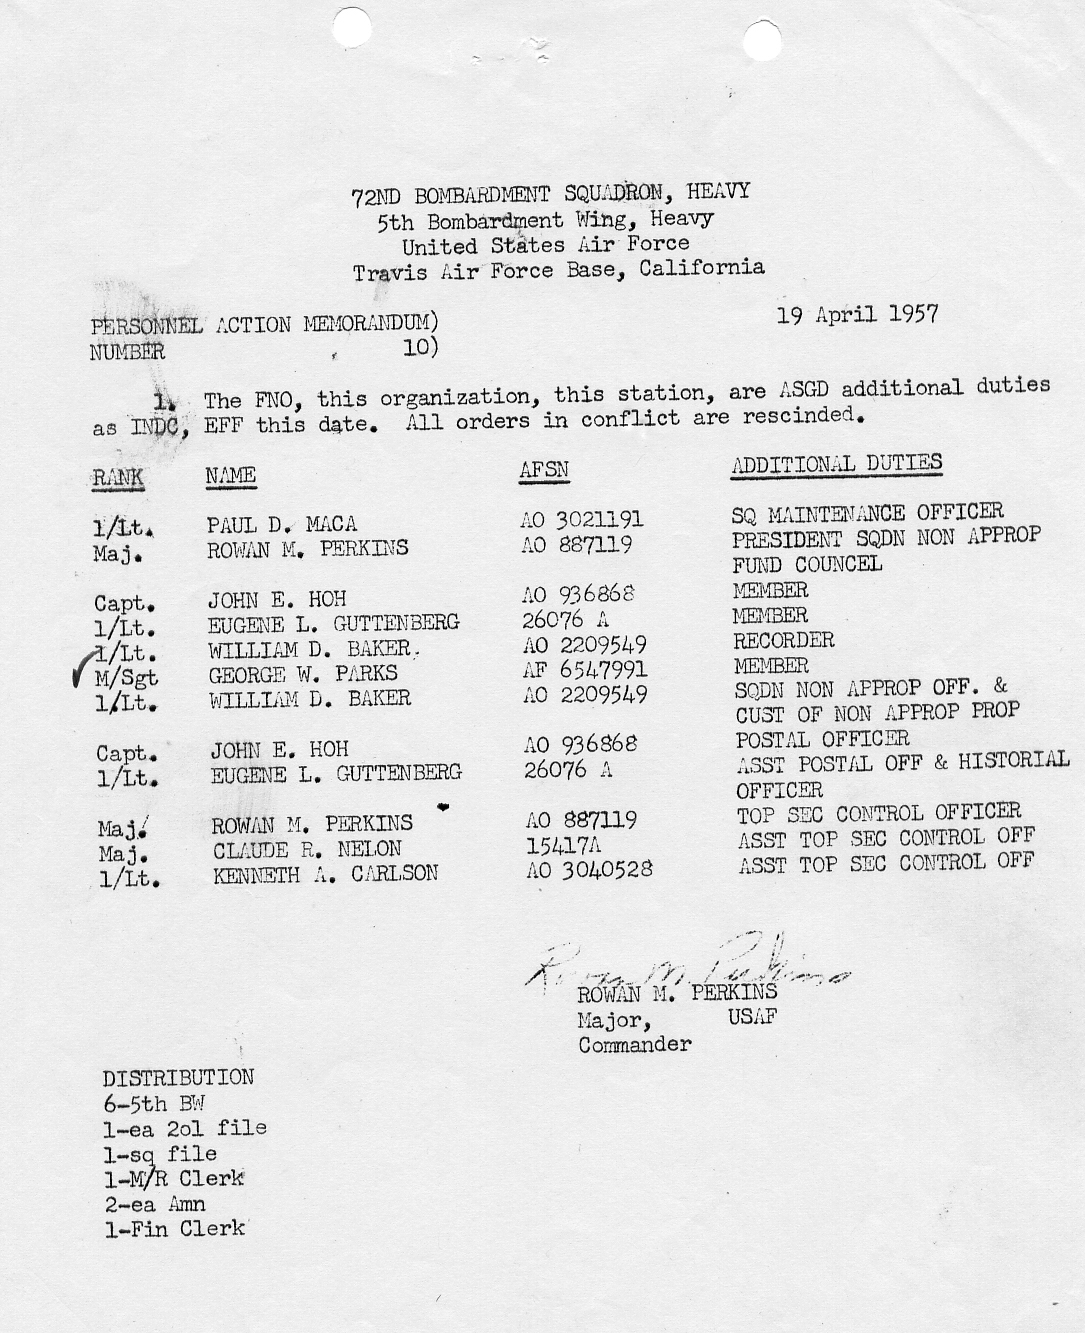 72ND BOMBARDMENT SQUADRON, HEAVY
5th Bombardment Wing, Heavy
United States Air Force
Travis Air Force Base, California
PERSONNEL ACTION MEMORANDUM) 19 April 1957
NUMBER 10)
1. The FNO, this organization, this station, are ASGD additional duties
as INDC, EFF this date. All orders in conflict are rescinded.
RANK NAME AFSN ADDITIONAL DUTIES
1/Lt. PAUL D. MACA AO 3021191 SQ MAINTENANCE OFFICER
Maj. ROWAN M. PERKINS AO 887119 PRESIDENT SQDN NON APPROP
FUND COUNCEL
Capt. JOHN E. HOH AO 936868 MEMBER
1/Lt. EUGENE L. GUTTENBERG 26076 A MEMBER
1/Lt. WILLIAM D. BAKER. AO 2209549 RECORDER
M/Sgt GEORGE W. PARKS AF 6547991 MEMBER
1/Lt. WILLIAM D. BAKER AO 2209549 SQDN NON APPROP OFF. &
CUST OF NON APPROP PROP
Capt. JOHN E. HOH AO 936868 POSTAL OFFICER
1/Lt. EUGENE L. GUTTENBERG 26076 A ASST POSTAL OFF & HISTORIAL
OFFICER
Maj. ROWAN M. PERKINS AO 887119 TOP SEC CONTROL OFFICER
Maj. CLAUDE R. NELON 15417A ASST TOP SEC CONTROL OFF
1/Lt. KENNETH A. CARLSON AO 3040528 ASST TOP SEC CONTROL OFF
Rowan M. Perkins
ROWAN M. PERKINS
Major, USAF
Commander
DISTRIBUTION
6-5th BW
1-ea 2ol file
1-sq file
1-M/R Clerk
2-ea Amn
1-Fin Clerk